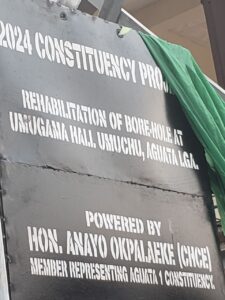 2024 CONSTITUENCY PROJ
REHABILITATION OF BORE-HOLE AT
UMUGAMA HALL UMUCHU, AGUATA LGA.
POWERED BY
HON. ANAYO OKPALAEKE (CHCE)
MEMBER REPRESENTING AGUATA 1 CONSTITUENCY.